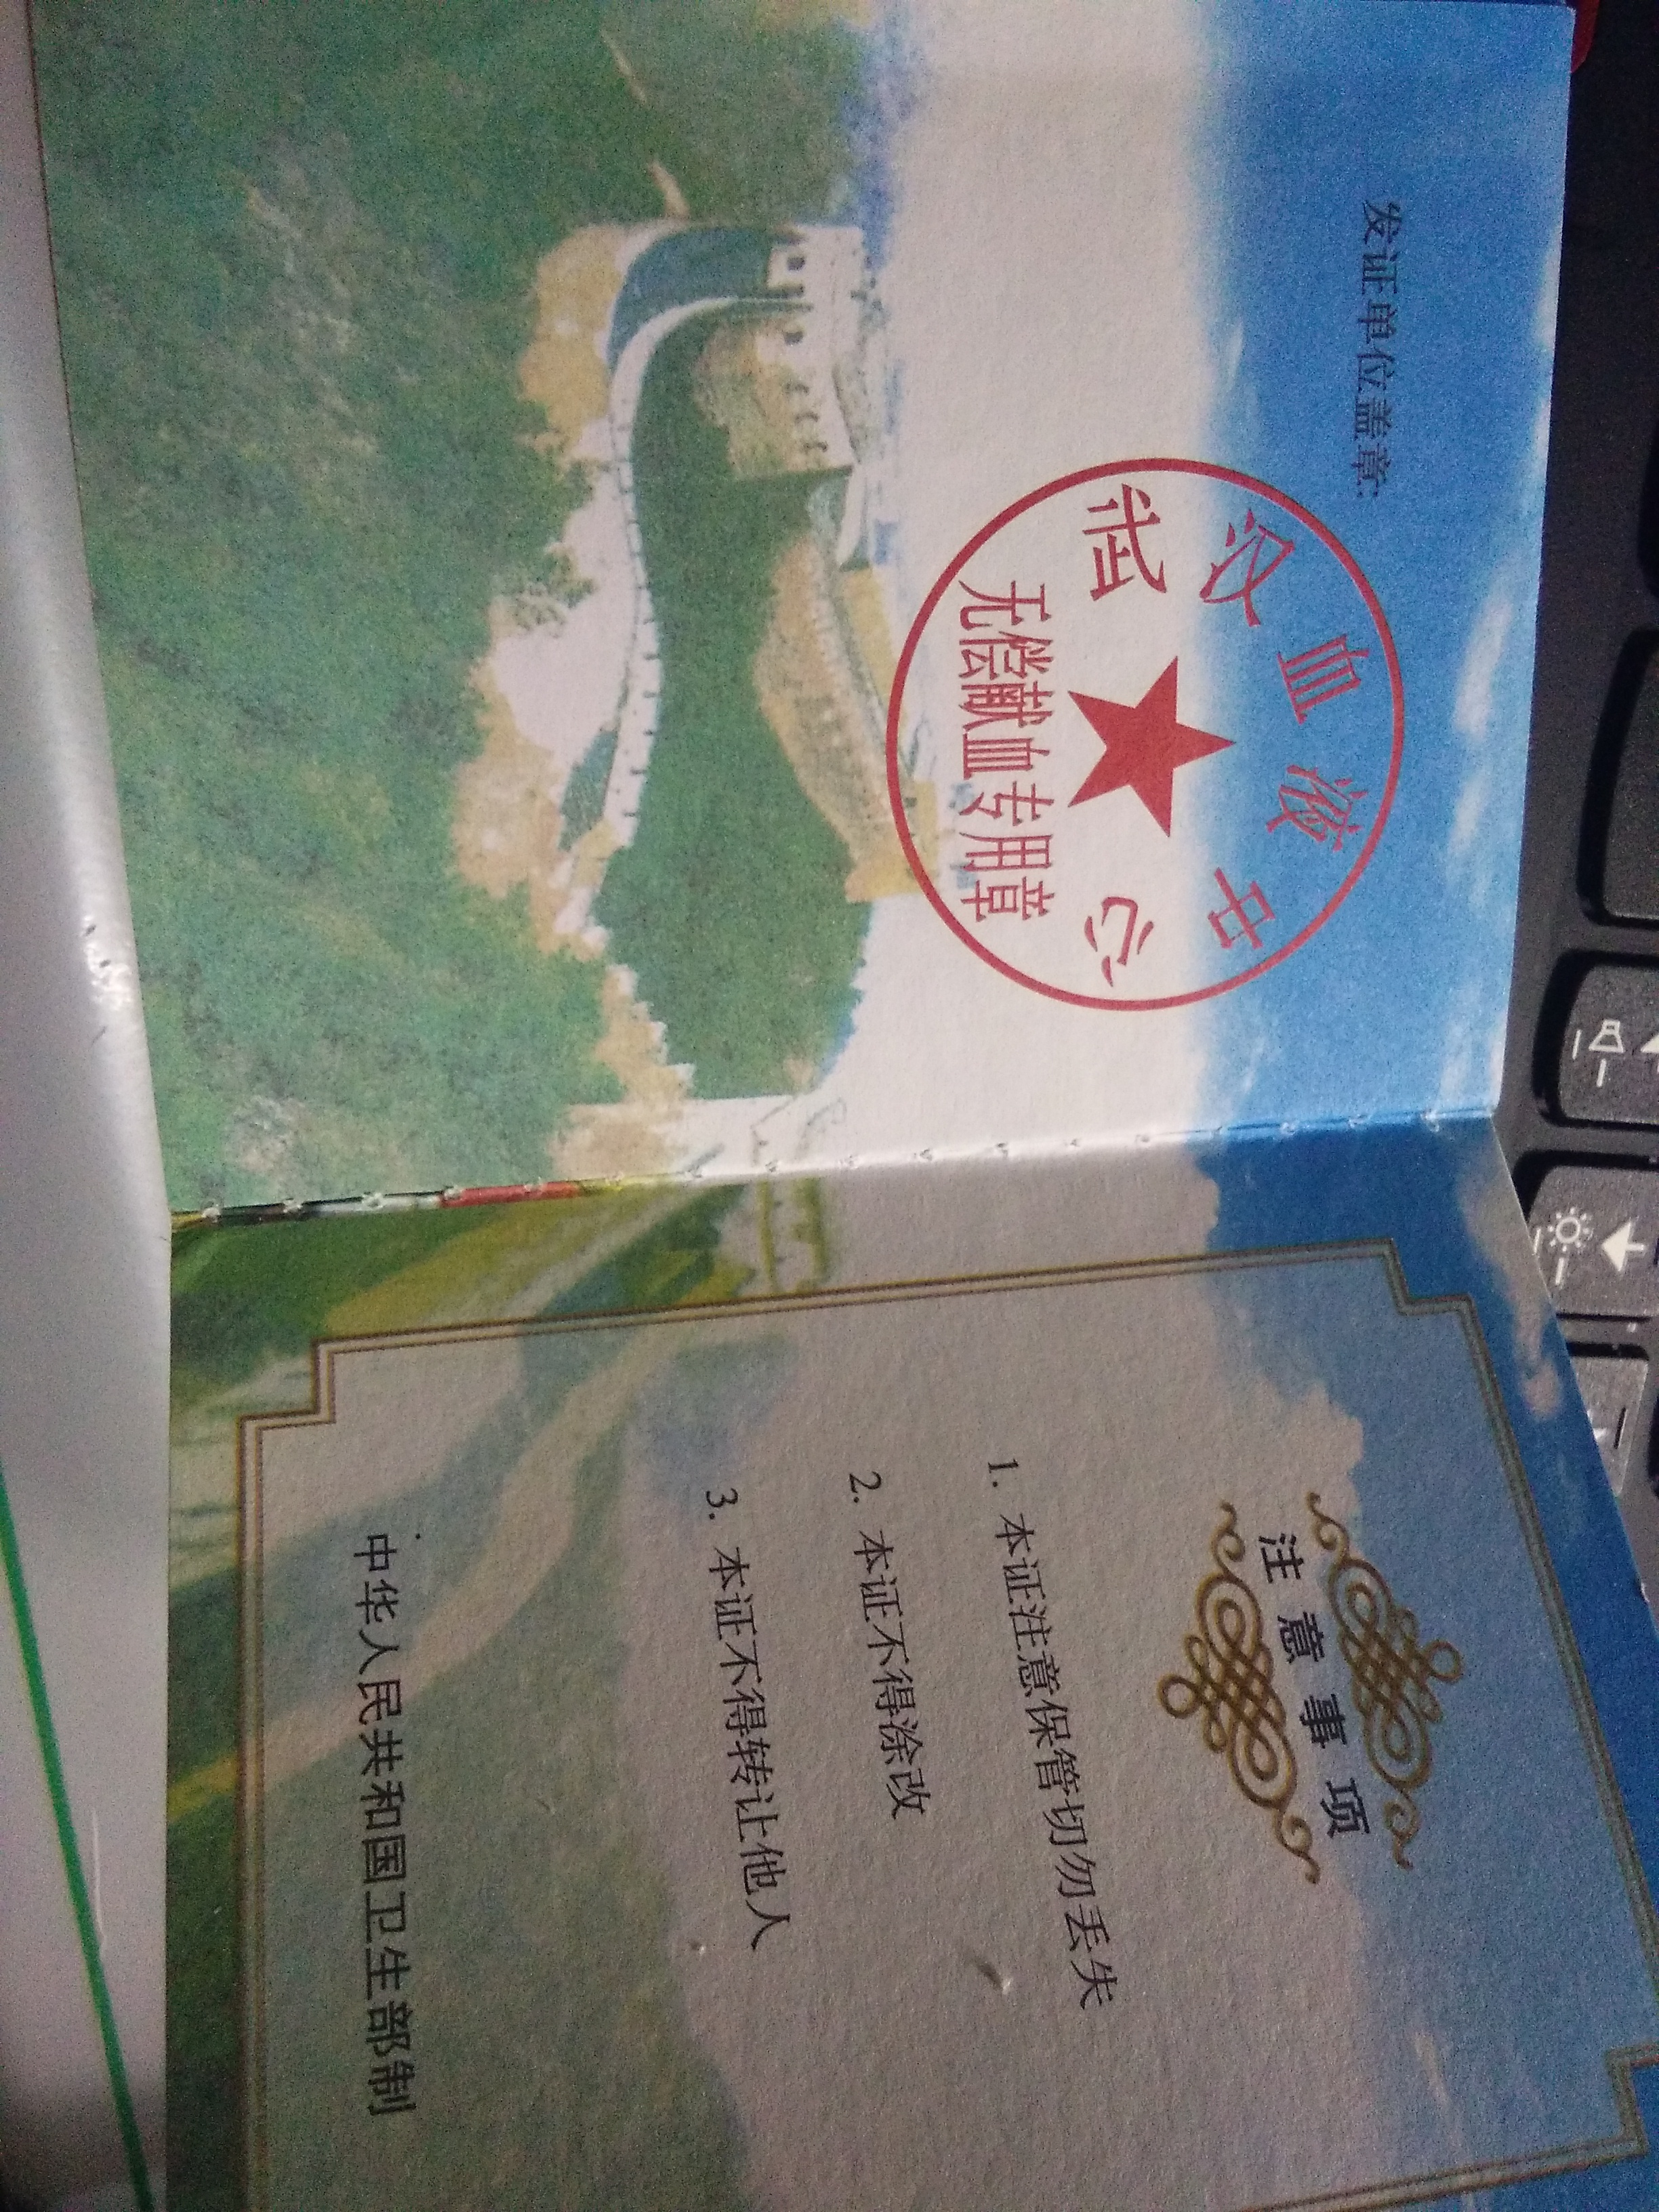 发证单位盖章:
武汉血液中心
无偿献血专用章
注意事项
1. 本证注意保管切勿丢失
2. 本证不得涂改
3. 本证不得转让他人
中华人民共和国卫生部制